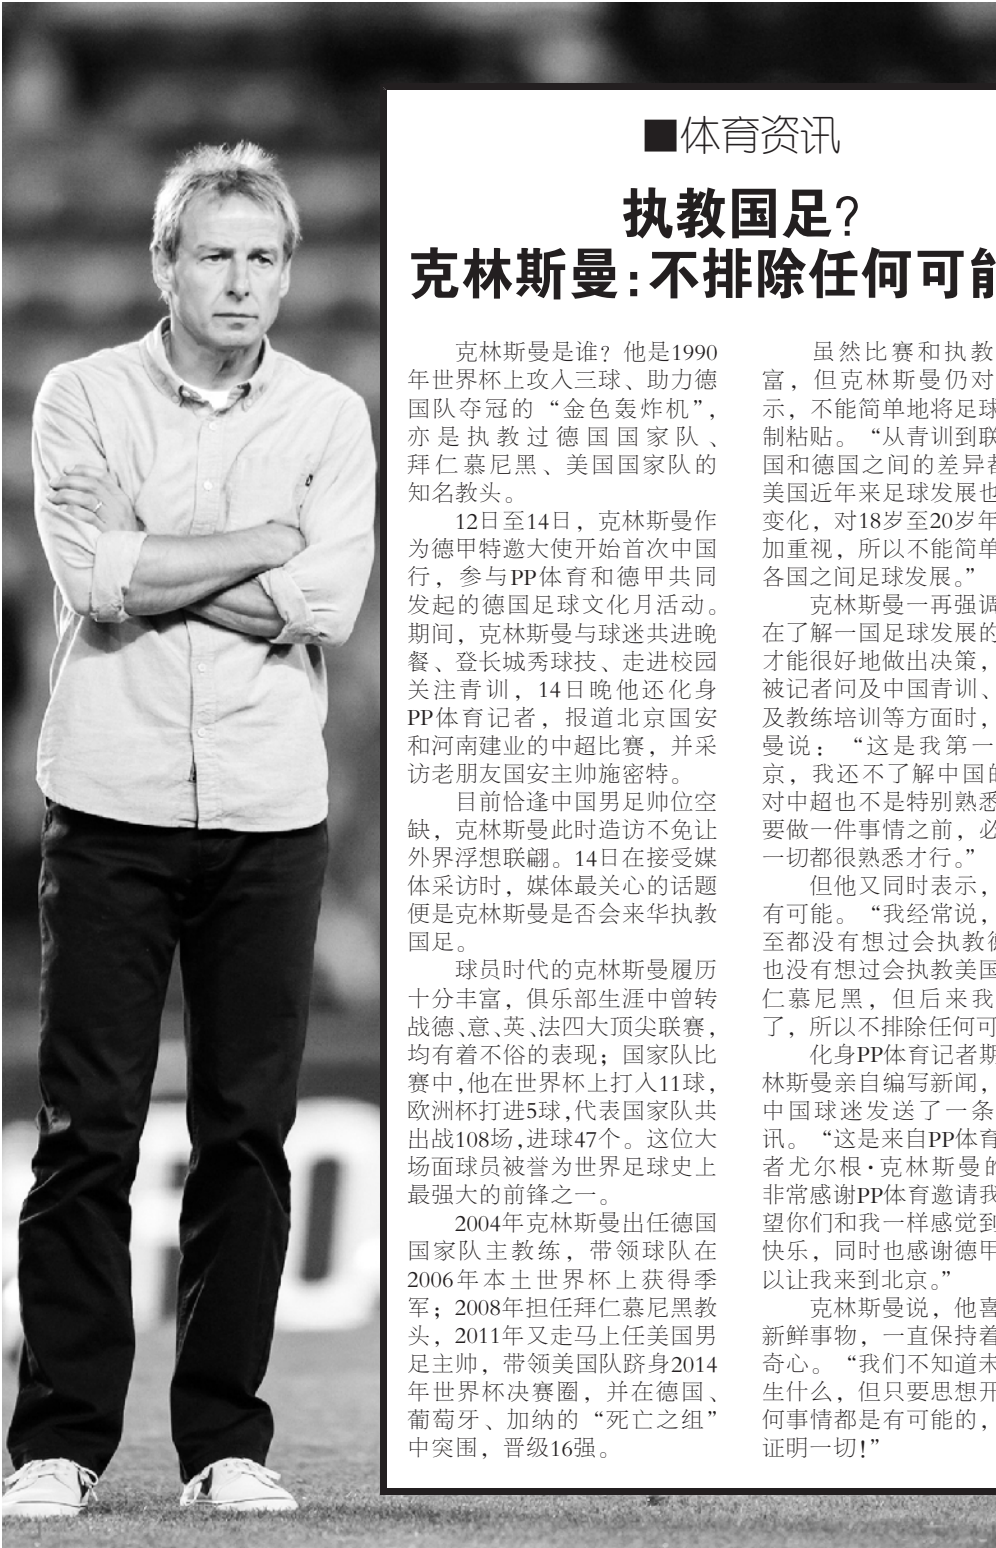 ■体育资讯
执教国足？
克林斯曼：不排除任何可能
克林斯曼是谁？他是1990
年世界杯上攻入三球、助力德
国队夺冠的“金色轰炸机”，
亦是执教过德国国家队、
拜仁慕尼黑、美国国家队的
知名教头。
12日至14日，克林斯曼作
为德甲特邀大使开始首次中国
行，参与PP体育和德甲共同
发起的德国足球文化月活动。
期间，克林斯曼与球迷共进晚
餐、登长城秀球技、走进校园
关注青训，14日晚他还化身
PP体育记者，报道北京国安
和河南建业的中超比赛，并采
访老朋友国安主帅施密特。
目前恰逢中国男足帅位空
缺，克林斯曼此时造访不免让
外界浮想联翩。14日在接受媒
体采访时，媒体最关心的话题
便是克林斯曼是否会来华执教
国足。
球员时代的克林斯曼履历
十分丰富，俱乐部生涯中曾转
战德、意、英、法四大顶尖联赛，
均有着不俗的表现；国家队比
赛中，他在世界杯上打入11球，
欧洲杯打进5球，代表国家队共
出战108场，进球47个。这位大
场面球员被誉为世界足球史上
最强大的前锋之一。
2004年克林斯曼出任德国
国家队主教练，带领球队在
2006年本土世界杯上获得季
军；2008年担任拜仁慕尼黑教
头，2011年又走马上任美国男
足主帅，带领美国队跻身2014
年世界杯决赛圈，并在德国、
葡萄牙、加纳的“死亡之组”
中突围，晋级16强。
虽然比赛和执教
富，但克林斯曼仍对
示，不能简单地将足球
制粘贴。“从青训到联
国和德国之间的差异都
美国近年来足球发展也
变化，对18岁至20岁年
加重视，所以不能简单
各国之间足球发展。”
克林斯曼一再强调
在了解一国足球发展的
才能很好地做出决策，
被记者问及中国青训、
及教练培训等方面时，
曼说：“这是我第一
京，我还不了解中国的
对中超也不是特别熟悉
要做一件事情之前，必
一切都很熟悉才行。”
但他又同时表示，
有可能。“我经常说，
至都没有想过会执教德
也没有想过会执教美国
仁慕尼黑，但后来我
了，所以不排除任何可
化身PP体育记者期
林斯曼亲自编写新闻，
中国球迷发送了一条
讯。“这是来自PP体育
者尤尔根·克林斯曼的
非常感谢PP体育邀请我
望你们和我一样感觉到
快乐，同时也感谢德甲
以让我来到北京。”
克林斯曼说，他喜
新鲜事物，一直保持着
奇心。“我们不知道未
生什么，但只要思想开
何事情都是有可能的，
证明一切！”